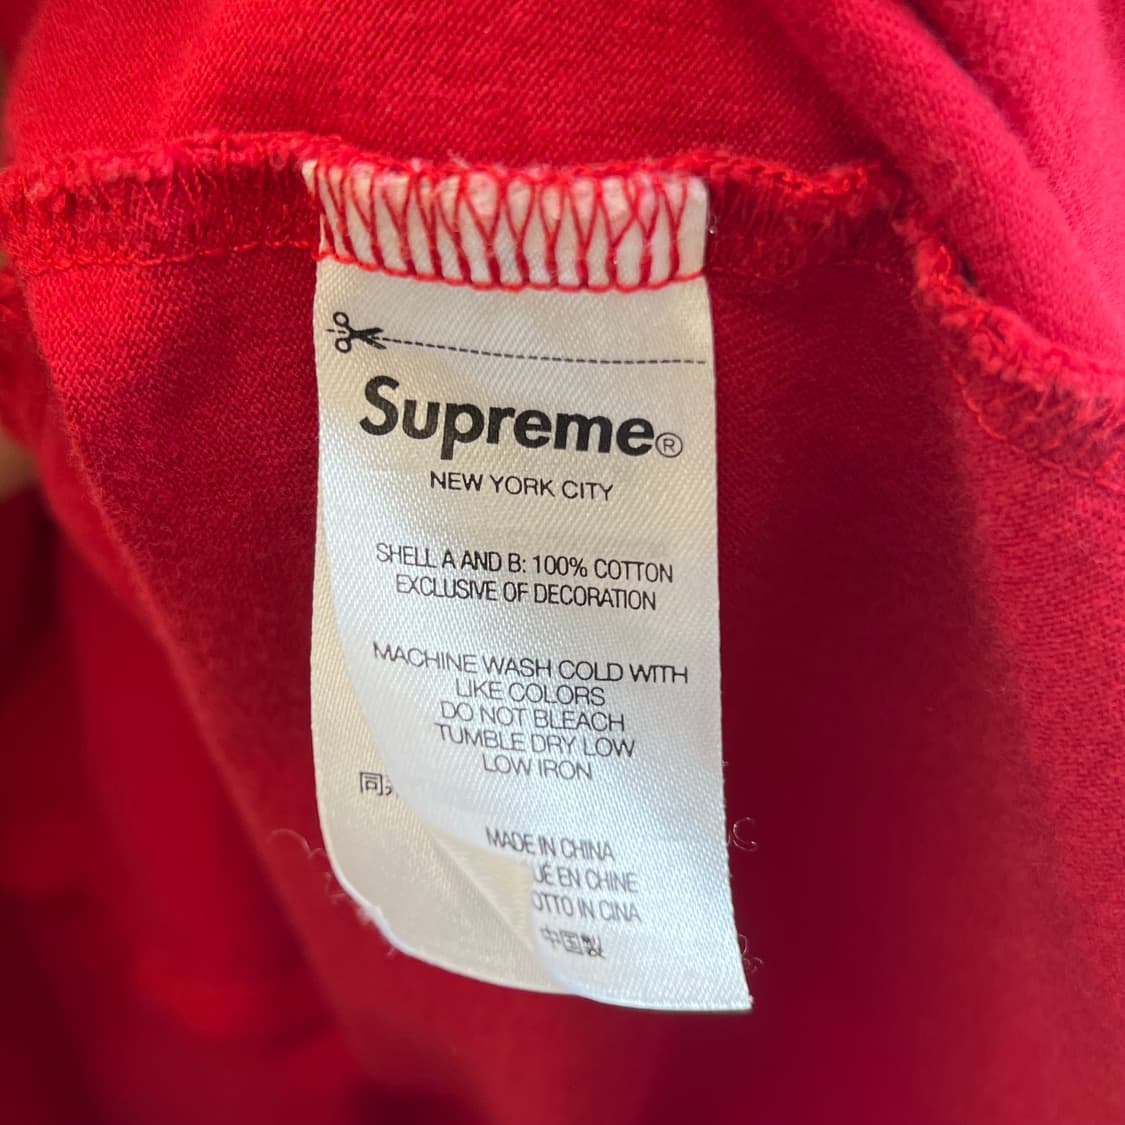 Supreme®
NEW YORK CITY
SHELL A AND B: 100% COTTON
EXCLUSIVE OF DECORATION
MACHINE WASH COLD WITH
LIKE COLORS
DO NOT BLEACH
TUMBLE DRY LOW
LOW IRON
同
MADE IN CHINA
EN CHINE
IN CINA
中国製